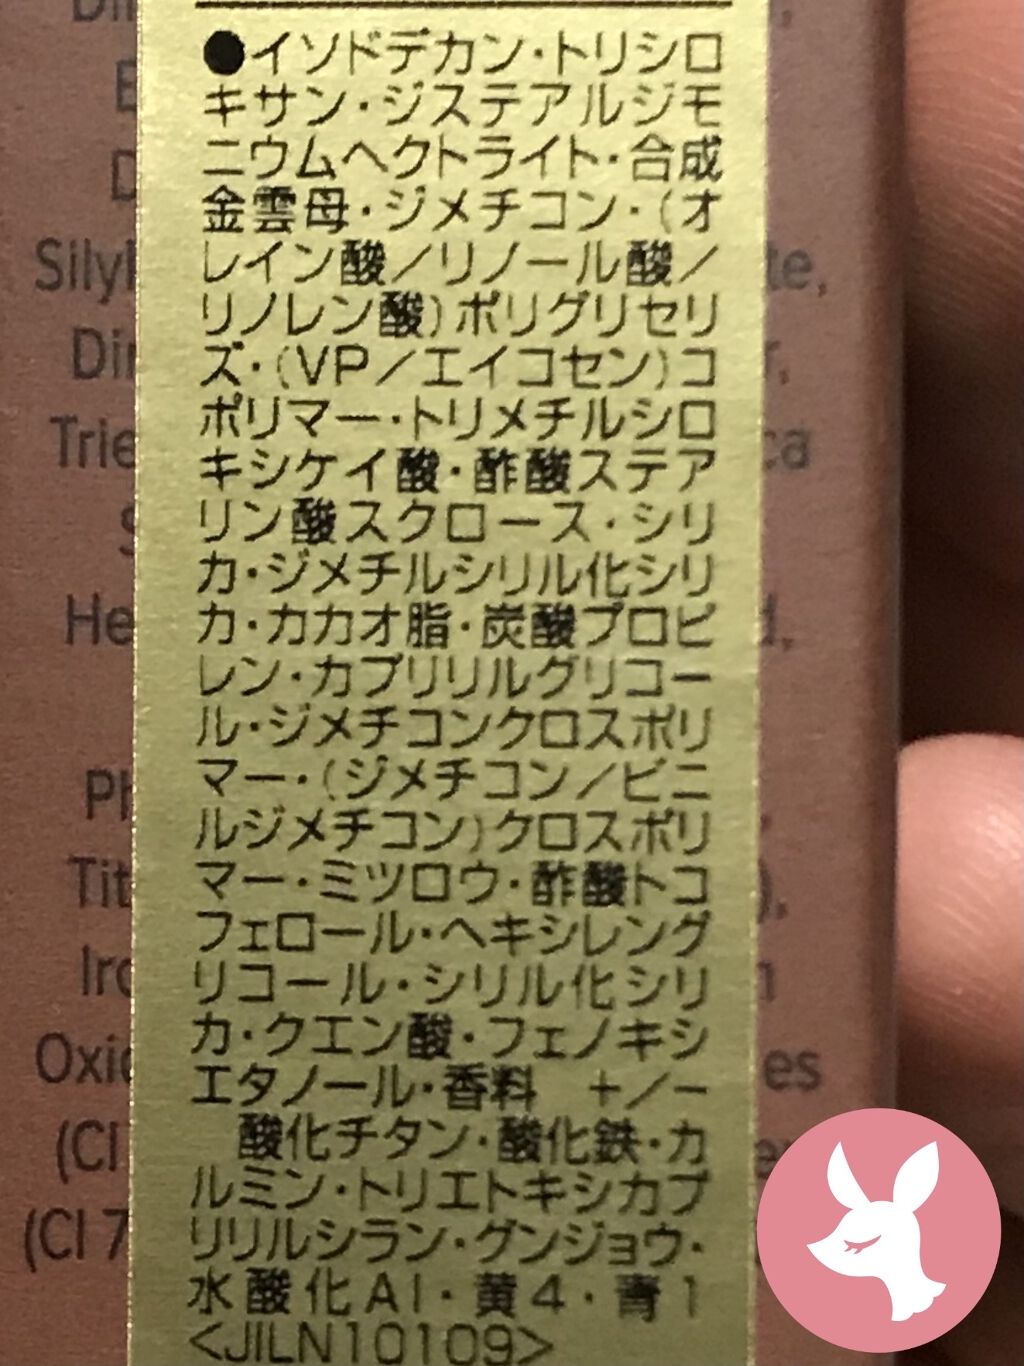 ●イソドデカン・トリシロ
キサン・ジステアルジモ
ニウムヘクトライト・合成
金雲母・ジメチコン・(オ
レイン酸／リノール酸／
リノレン酸)ポリグリセリ
ズ・(VP／エイコセン)コ
ポリマー・トリメチルシロ
キシケイ酸・酢酸ステア
リン酸スクロース・シリ
カ・ジメチルシリル化シリ
カ・カカオ脂・炭酸プロピ
レン・カプリリルグリコー
ル・ジメチコンクロスポリ
マー・(ジメチコン／ビニ
ルジメチコン)クロスポリ
マー・ミツロウ・酢酸トコ
フェロール・ヘキシレング
リコール・シリル化シリ
カ・クエン酸・フェノキシ
エタノール・香料　＋／－
酸化チタン・酸化鉄・カ
ルミン・トリエトキシカプ
リリルシラン・グンジョウ・
水酸化Al・黄4・青1
<JILN10109>
Silyl
te,
Dir
r,
Trie
ca
He
d,
Tit
),
Iro
Oxid
es
(CI
(CI 7